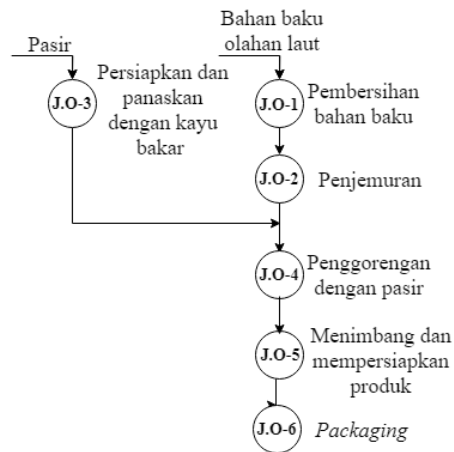 Pasir
Bahan baku
olahan laut
J.O-3
Persiapkan dan
panaskan
dengan kayu
bakar
J.O-1
Pembersihan
bahan baku
J.O-2
Penjemuran
J.O-4
Penggorengan
dengan pasir
J.O-5
Menimbang dan
mempersiapkan
produk
J.O-6
Packaging